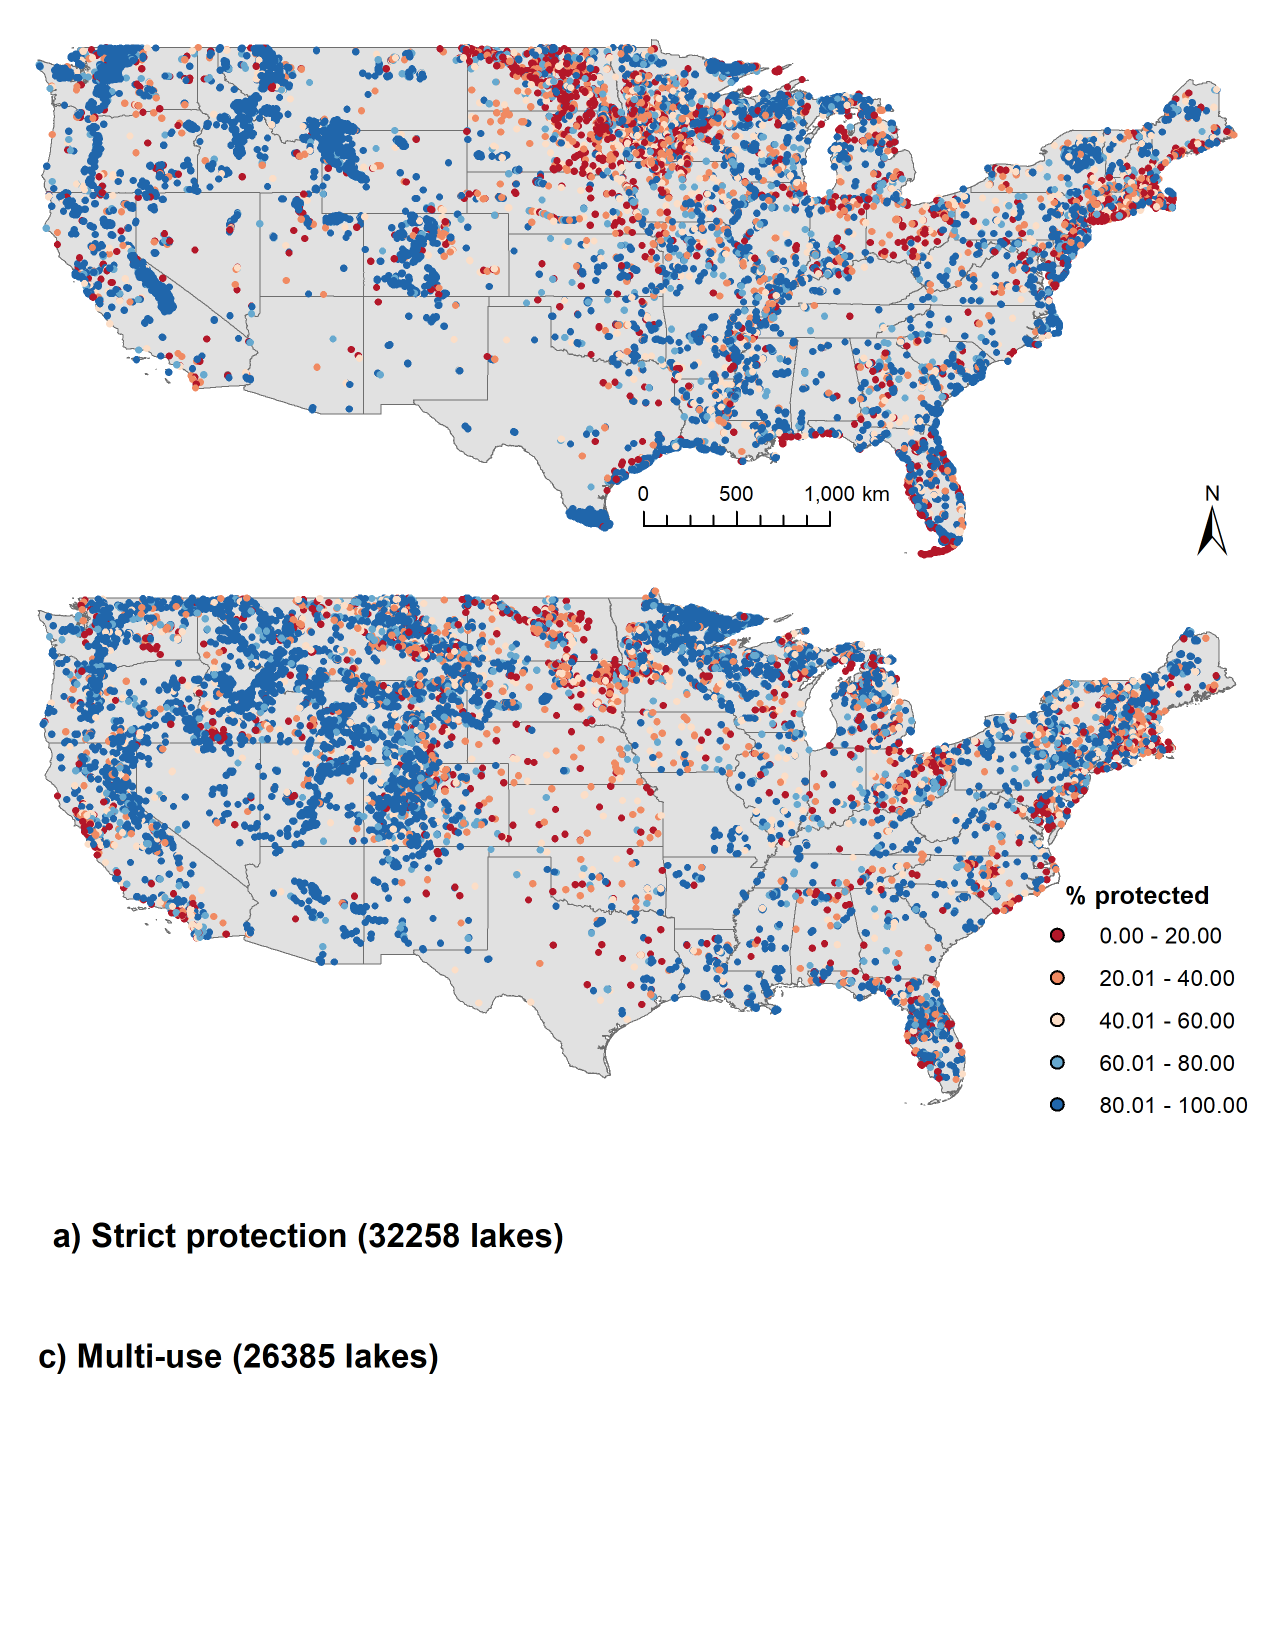 0 500 1,000 km
N
% protected
0.00 - 20.00
20.01 - 40.00
40.01 - 60.00
60.01 - 80.00
80.01 - 100.00
a) Strict protection (32258 lakes)
c) Multi-use (26385 lakes)